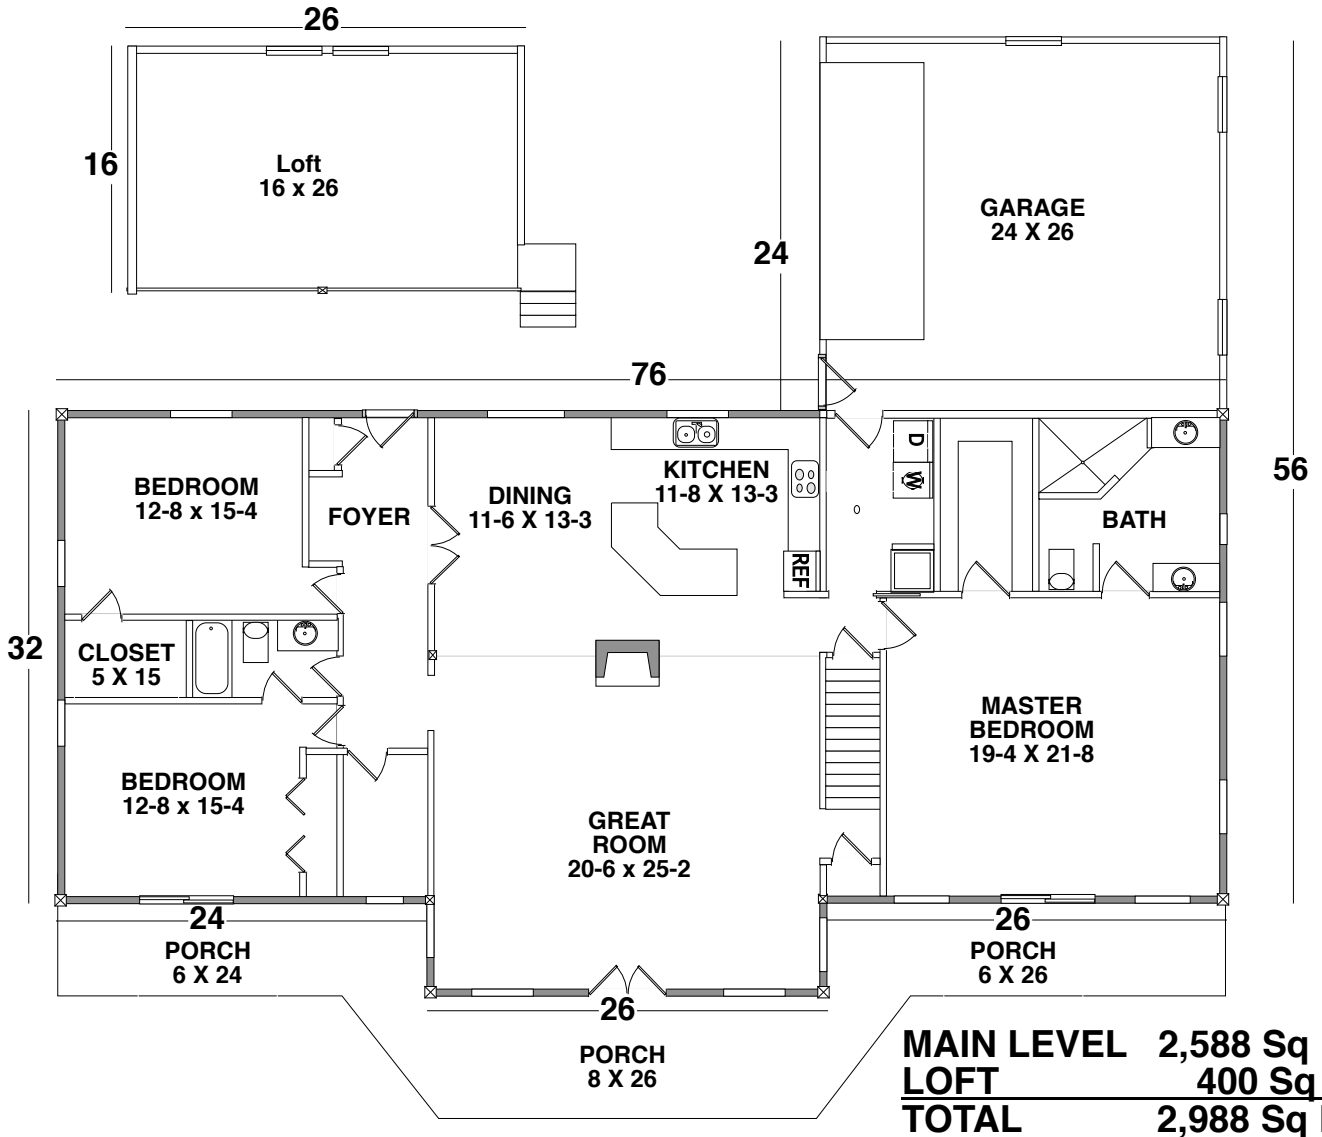 26
16
Loft
16 x 26
24
GARAGE
24 X 26
76
56
BEDROOM
12-8 x 15-4
FOYER
DINING
11-6 X 13-3
KITCHEN
11-8 X 13-3
REF
D
W
BATH
32
CLOSET
5 X 15
BEDROOM
12-8 x 15-4
GREAT
ROOM
20-6 x 25-2
MASTER
BEDROOM
19-4 X 21-8
24
PORCH
6 X 24
26
PORCH
8 X 26
26
PORCH
6 X 26
MAIN LEVEL 2,588 Sq
LOFT 400 Sq
TOTAL 2,988 Sq